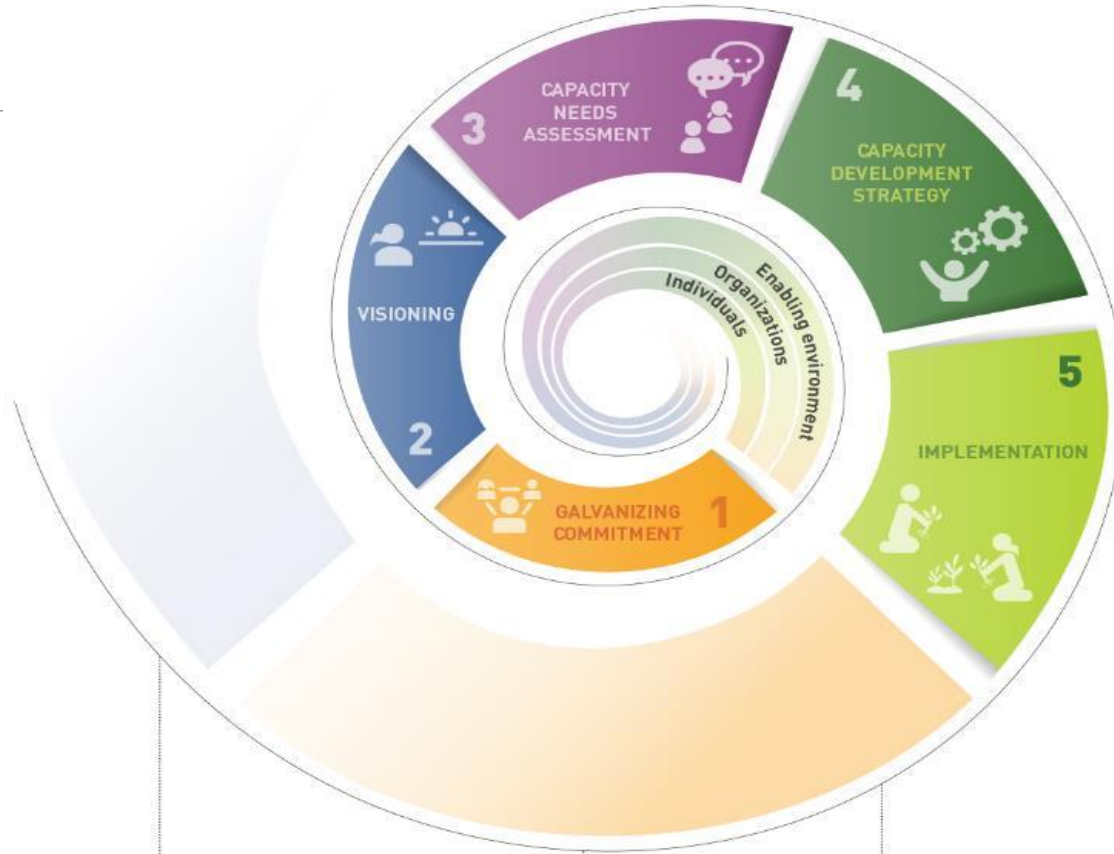 1
GALVANIZING
COMMITMENT
2
VISIONING
3
CAPACITY
NEEDS
ASSESSMENT
4
CAPACITY
DEVELOPMENT
STRATEGY
5
IMPLEMENTATION
Enabling environment
Organizations
Individuals